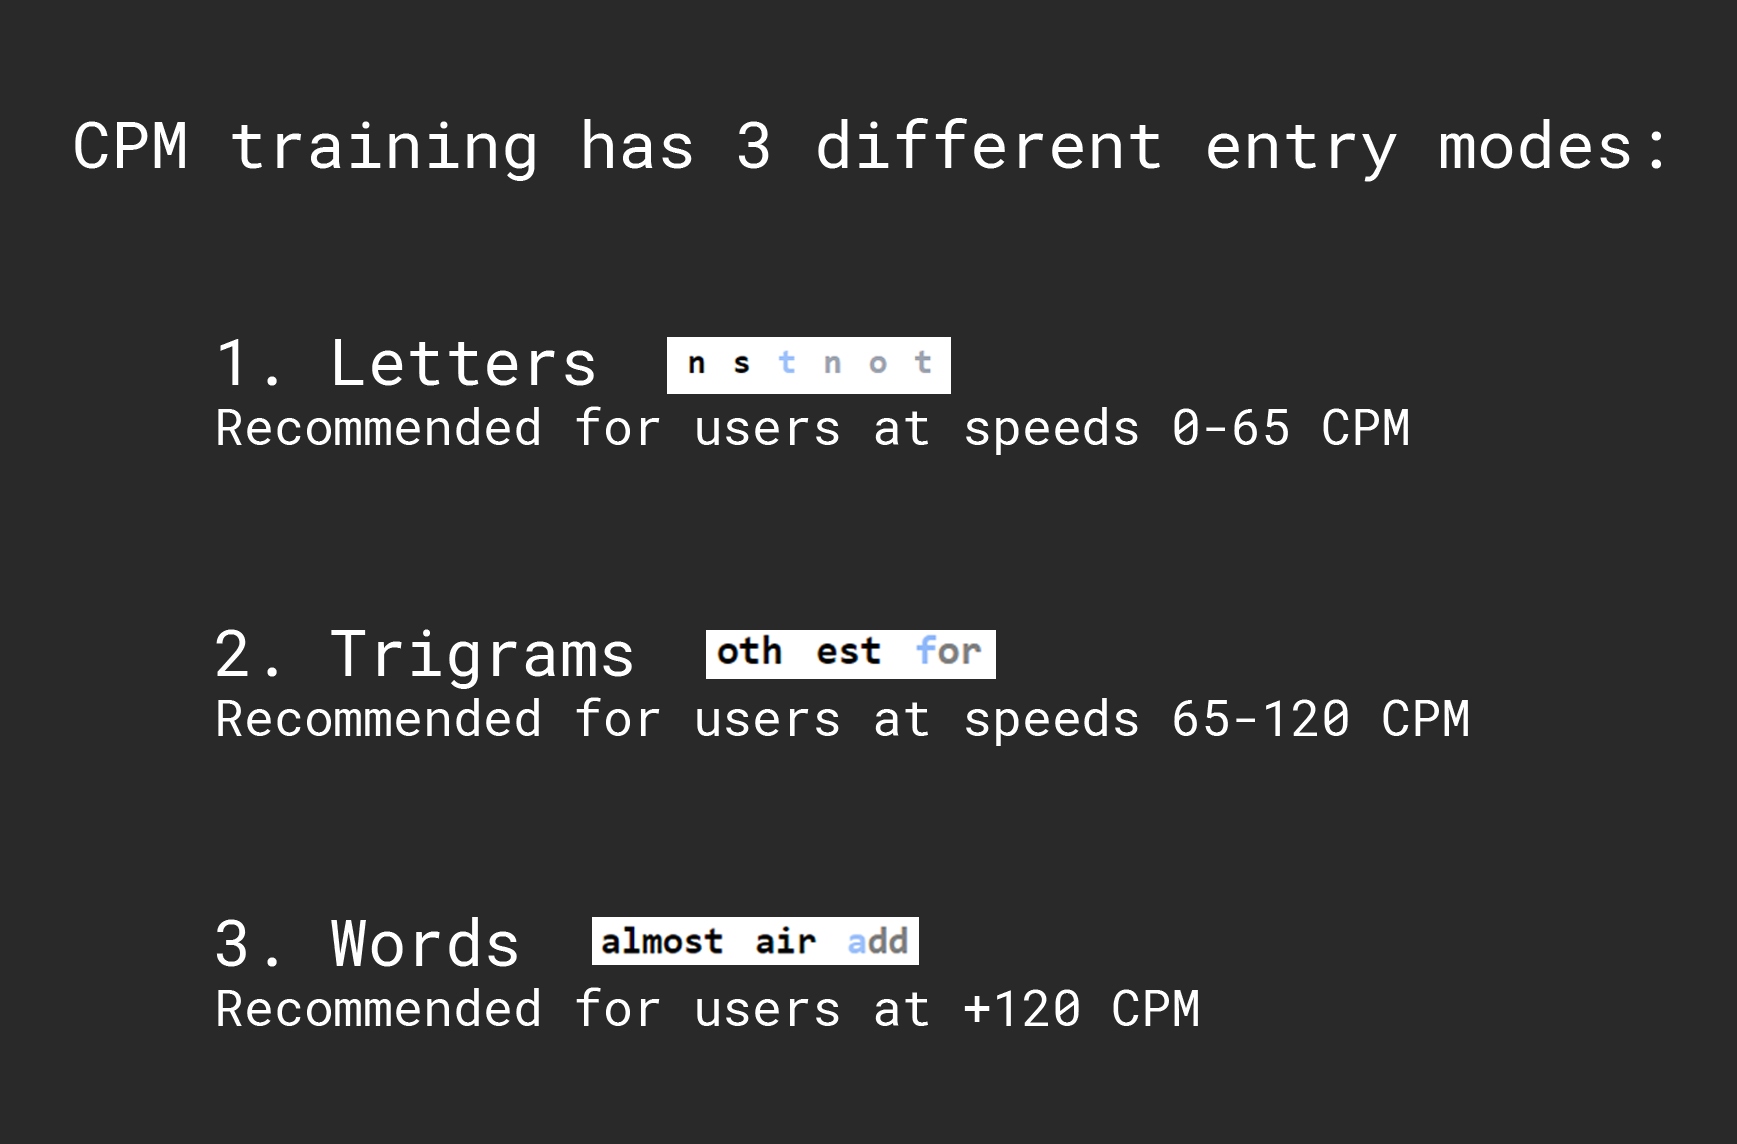 CPM training has 3 different entry modes:
1. Letters n s t n o t
Recommended for users at speeds 0-65 CPM
2. Trigrams oth est for
Recommended for users at speeds 65-120 CPM
3. Words almost air add
Recommended for users at +120 CPM